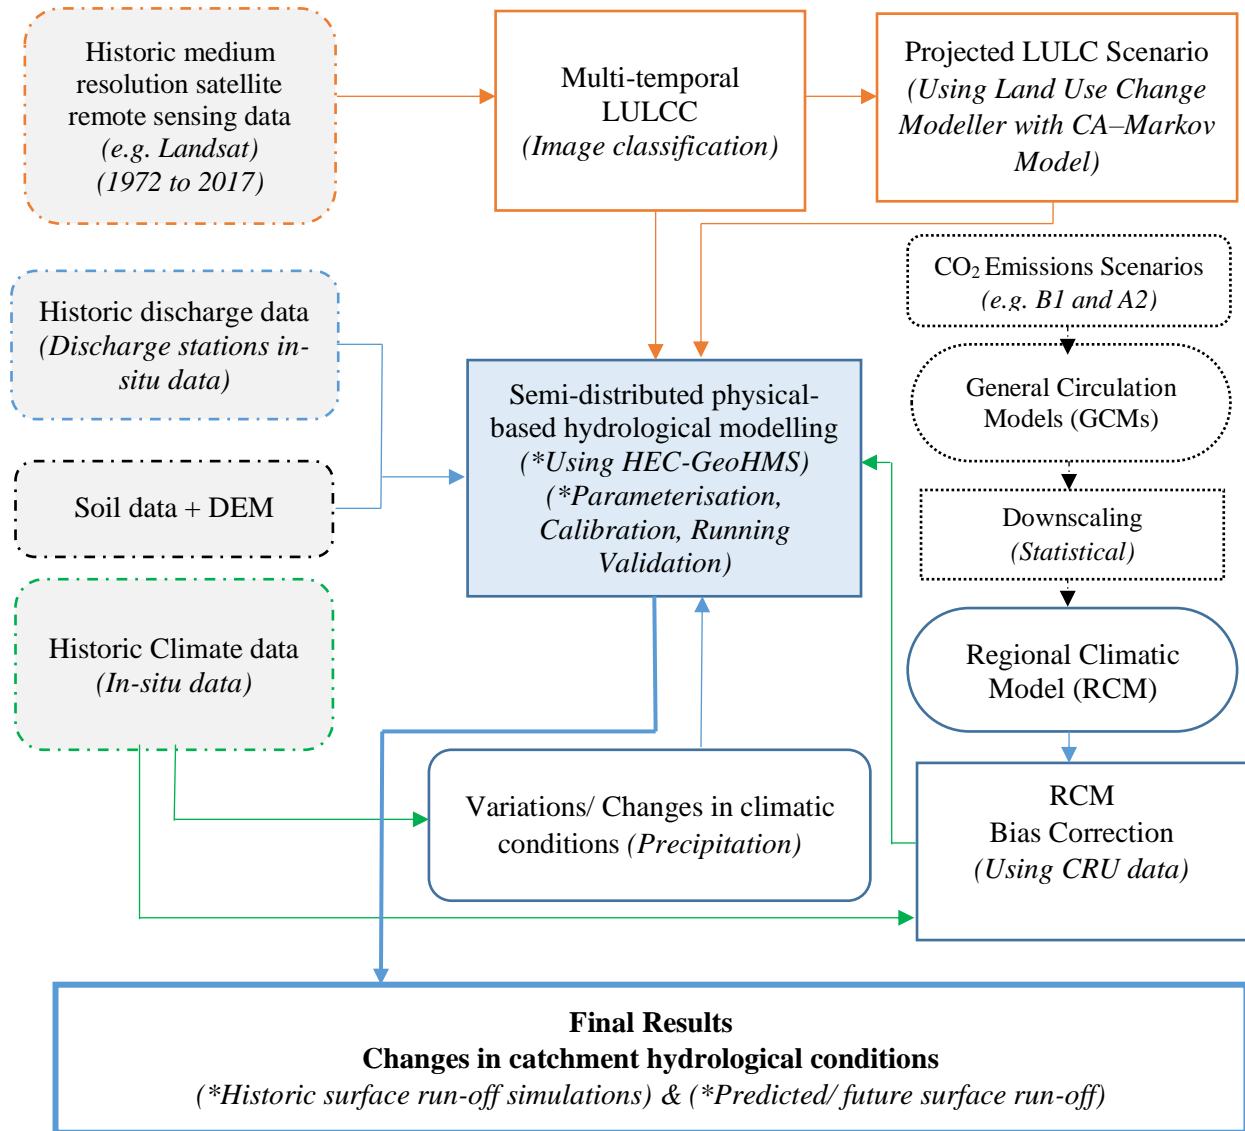 Historic medium
resolution satellite
remote sensing data
(e.g. Landsat)
(1972 to 2017)
Multi-temporal
LULCC
(Image classification)
Projected LULC Scenario
(Using Land Use Change
Modeller with CA–Markov
Model)
CO2 Emissions Scenarios
(e.g. B1 and A2)
Historic discharge data
(Discharge stations in-
situ data)
General Circulation
Models (GCMs)
Semi-distributed physical-
based hydrological modelling
(*Using HEC-GeoHMS)
(*Parameterisation,
Calibration, Running
Validation)
Soil data + DEM
Downscaling
(Statistical)
Historic Climate data
(In-situ data)
Regional Climatic
Model (RCM)
Variations/ Changes in climatic
conditions (Precipitation)
RCM
Bias Correction
(Using CRU data)
Final Results
Changes in catchment hydrological conditions
(*Historic surface run-off simulations) & (*Predicted/ future surface run-off)